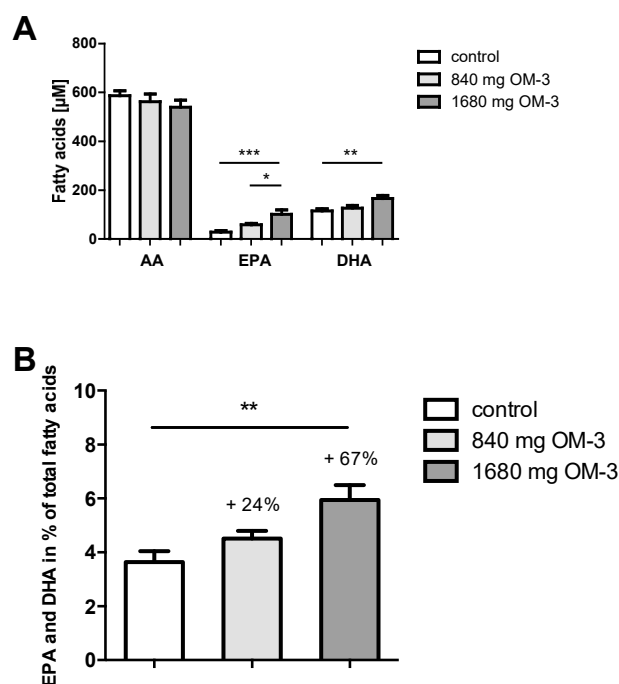 A
800
600
400
200
0
Fatty acids [µM]
***
*
**
AA
EPA
DHA
control
840 mg OM-3
1680 mg OM-3
B
10
8
6
4
2
0
EPA and DHA in % of total fatty acids
**
+ 24%
+ 67%
control
840 mg OM-3
1680 mg OM-3